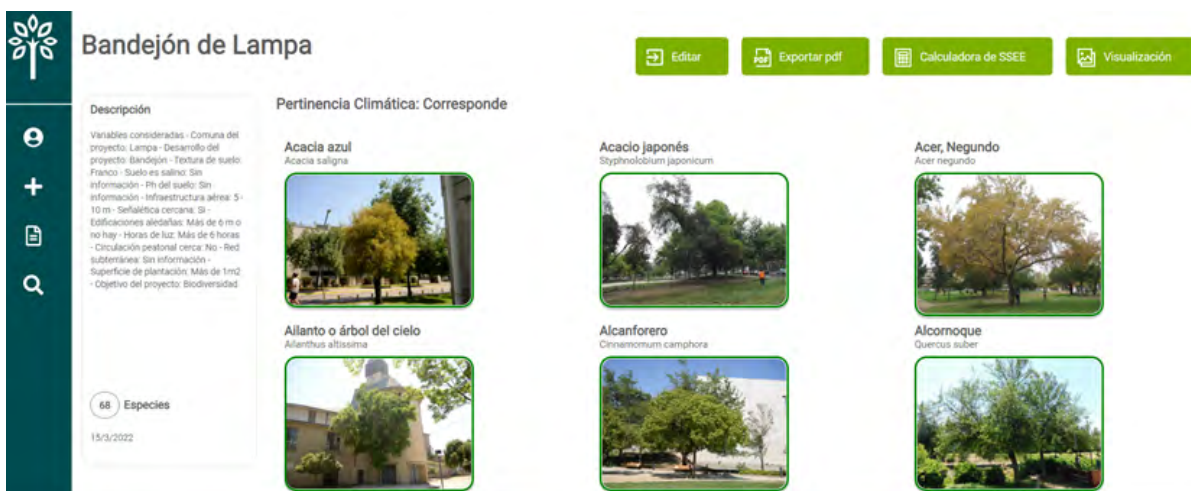 Bandejón de Lampa
Editar
PDF
Exportar pdf
Calculadora de SSEE
Visualización
Descripción
Variables consideradas - Comuna del
proyecto: Lampa - Desarrollo del
proyecto: Bandejón - Textura de suelo:
Franco - Suelo es salino: Sin
información - Ph del suelo: Sin
información - Infraestructura aérea: 5 -
10 m - Señalética cercana: Si -
Edificaciones aledañas: Más de 6 m o
no hay - Horas de luz: Más de 6 horas
- Circulación peatonal cerca: No - Red
subterránea: Sin información -
Superficie de plantación: Más de 1m2
- Objetivo del proyecto: Biodiversidad
68 Especies
15/3/2022
Pertinencia Climática: Corresponde
Acacia azul
Acacia saligna
Acacio japonés
Styphnolobium japonicum
Acer, Negundo
Acer negundo
Ailanto o árbol del cielo
Ailanthus altissima
Alcanforero
Cinnamomum camphora
Alcornoque
Quercus suber